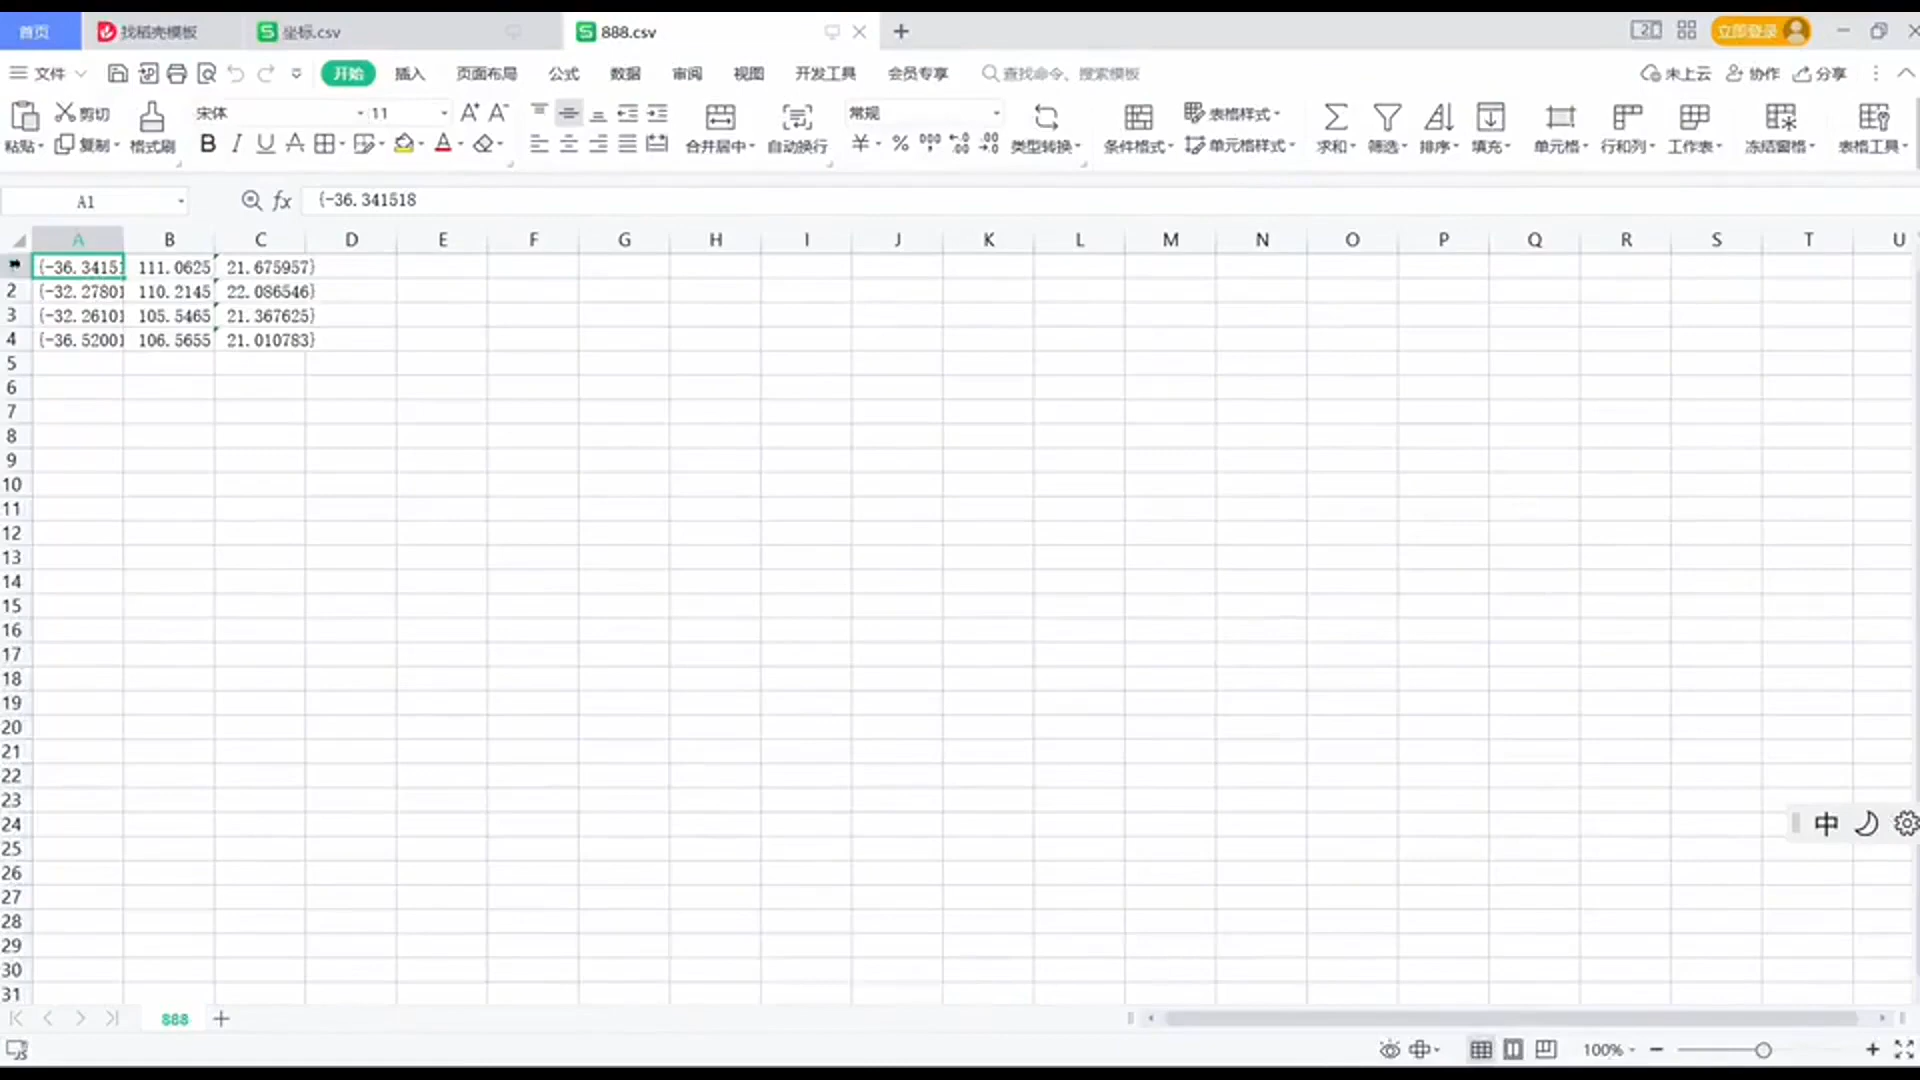 首页 找稻壳模板 坐标.csv 888.csv 立即登录
文件 开始 插入 页面布局 公式 数据 审阅 视图 开发工具 会员专享 查找命令、搜索模板 未上云 协作 分享
剪切 宋体 11 常规 表格样式
粘贴 复制 格式刷 合并居中 自动换行 类型转换 条件格式 单元格样式 求和 筛选 排序 填充 单元格 行和列 工作表 冻结窗格 表格工具
A1 fx {-36.341518
A B C D E F G H I J K L M N O P Q R S T U
{-36.3415 111.0625 21.675957}
2 {-32.27801 110.2145 22.086546}
3 {-32.26101 105.5465 21.367625}
4 {-36.52001 106.5655 21.010783}
5
6
7
8
9
10
11
12
13
14
15
16
17
18
19
20
21
22
23
24
中
25
26
27
28
29
30
31
888
100%